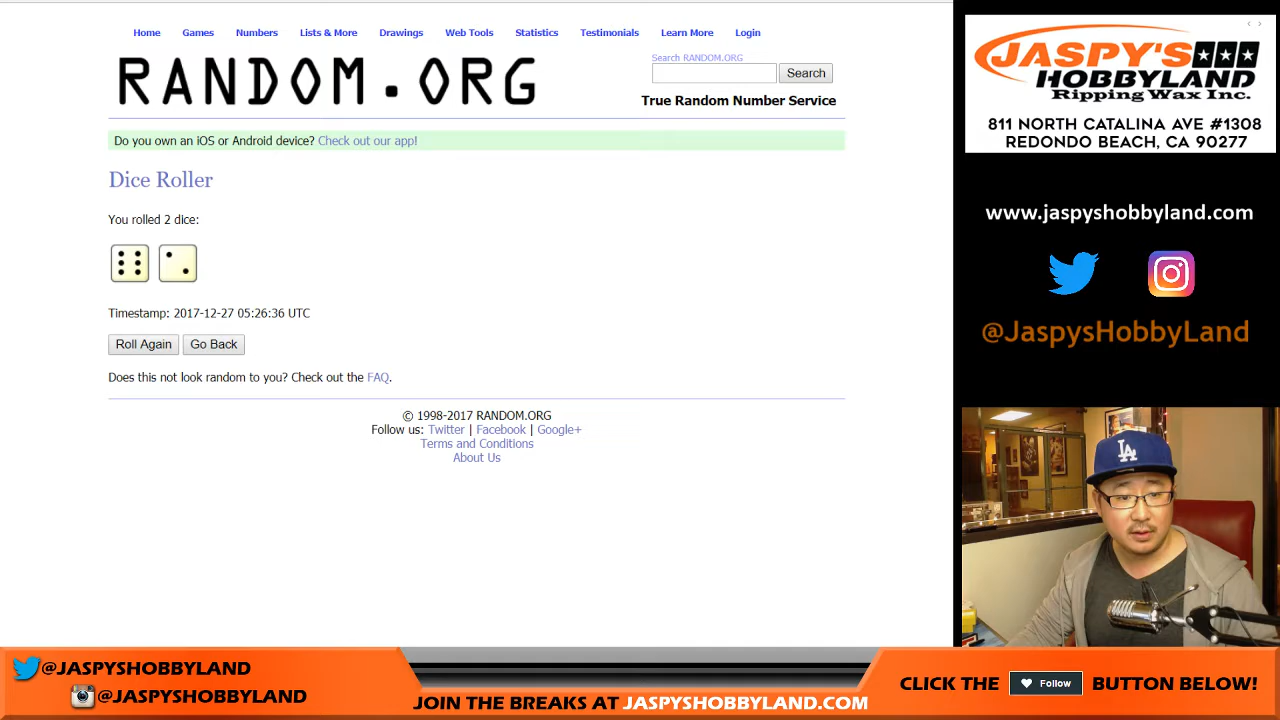 Home Games Numbers Lists & More Drawings Web Tools Statistics Testimonials Learn More Login
RANDOM.ORG
Search RANDOM.ORG
Search
True Random Number Service
Do you own an iOS or Android device? Check out our app!
Dice Roller
You rolled 2 dice:
Timestamp: 2017-12-27 05:26:36 UTC
Roll Again Go Back
Does this not look random to you? Check out the FAQ.
© 1998-2017 RANDOM.ORG
Follow us: Twitter | Facebook | Google+
Terms and Conditions
About Us
JASPY'S
HOBBYLAND
Ripping Wax Inc.
811 NORTH CATALINA AVE #1308
REDONDO BEACH, CA 90277
www.jaspyshobbyland.com
@JaspysHobbyLand
LA
@JASPYSHOBBYLAND
@JASPYSHOBBYLAND
JOIN THE BREAKS AT JASPYSHOBBYLAND.COM
CLICK THE Follow BUTTON BELOW!